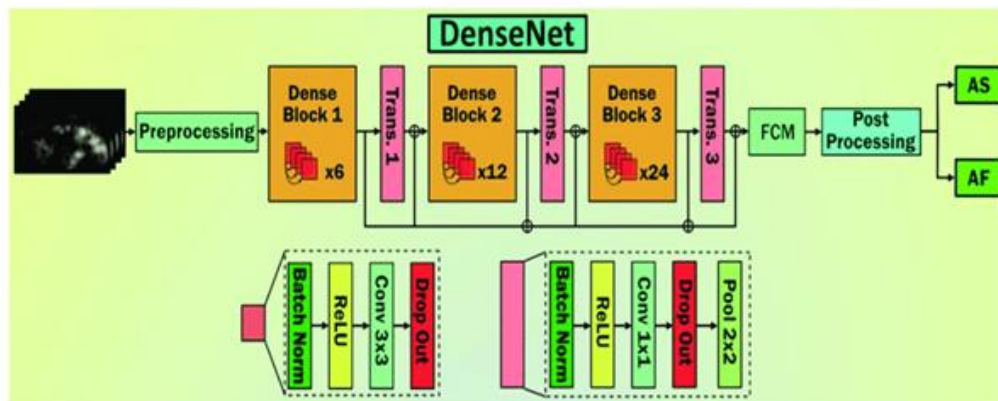 DenseNet
Preprocessing
Dense
Block 1
x6
Trans. 1
Dense
Block 2
x12
Trans. 2
Dense
Block 3
x24
Trans. 3
FCM
Post
Processing
AS
AF
Batch Norm
ReLU
Conv 3x3
Drop Out
Batch Norm
ReLU
Conv 1x1
Drop Out
Pool 2x2